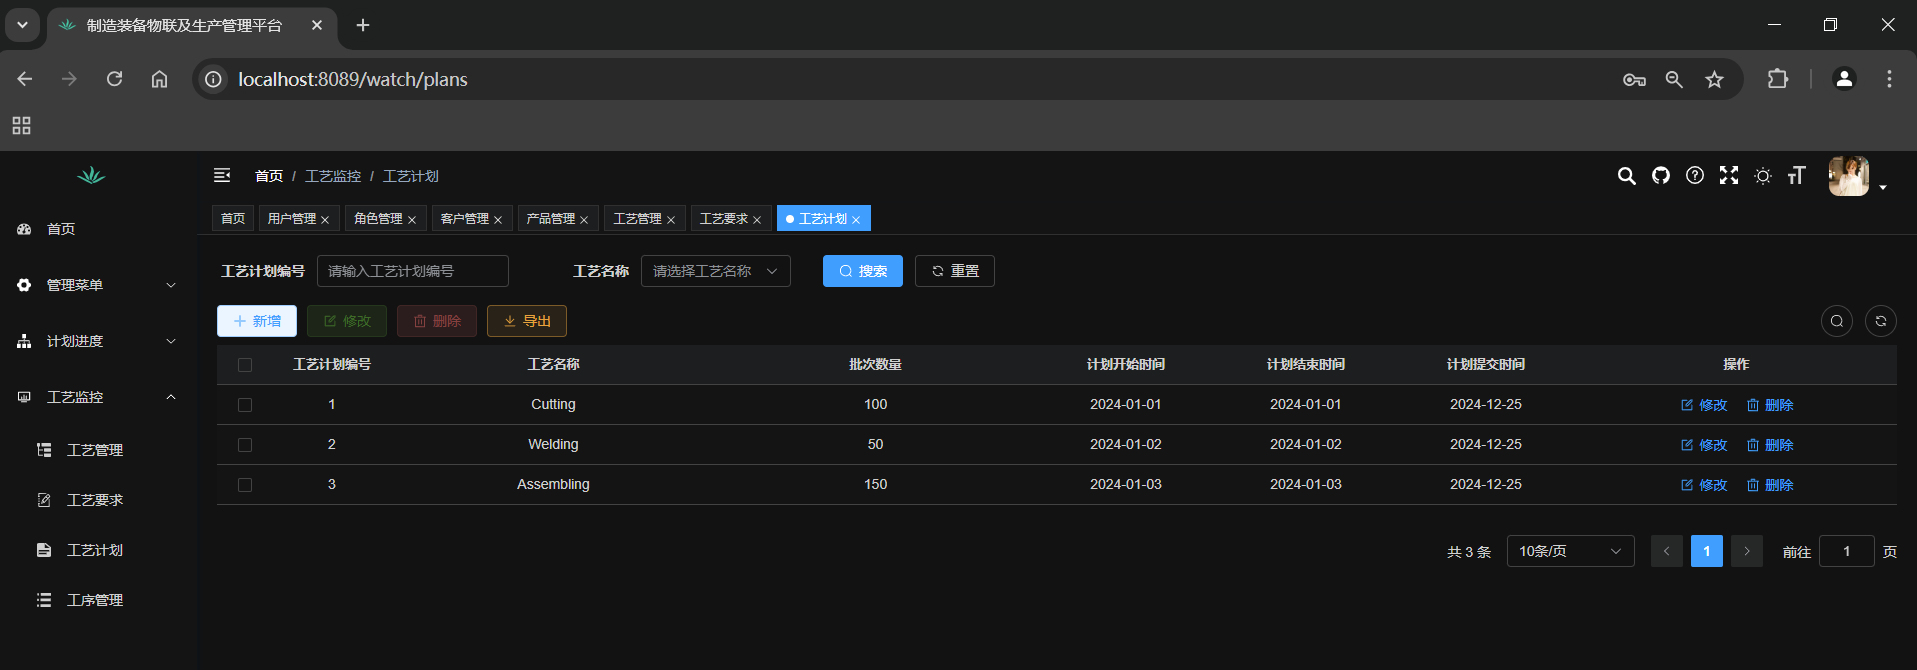 制造装备物联及生产管理平台
localhost:8089/watch/plans
首页 / 工艺监控 / 工艺计划
首页 用户管理 角色管理 客户管理 产品管理 工艺管理 工艺要求 工艺计划
首页
管理菜单
计划进度
工艺监控
工艺管理
工艺要求
工艺计划
工序管理
工艺计划编号 请输入工艺计划编号 工艺名称 请选择工艺名称 搜索 重置
新增 修改 删除 导出
工艺计划编号 工艺名称 批次数量 计划开始时间 计划结束时间 计划提交时间 操作
1 Cutting 100 2024-01-01 2024-01-01 2024-12-25 修改 删除
2 Welding 50 2024-01-02 2024-01-02 2024-12-25 修改 删除
3 Assembling 150 2024-01-03 2024-01-03 2024-12-25 修改 删除
共 3 条 10条/页 1 前往 1 页